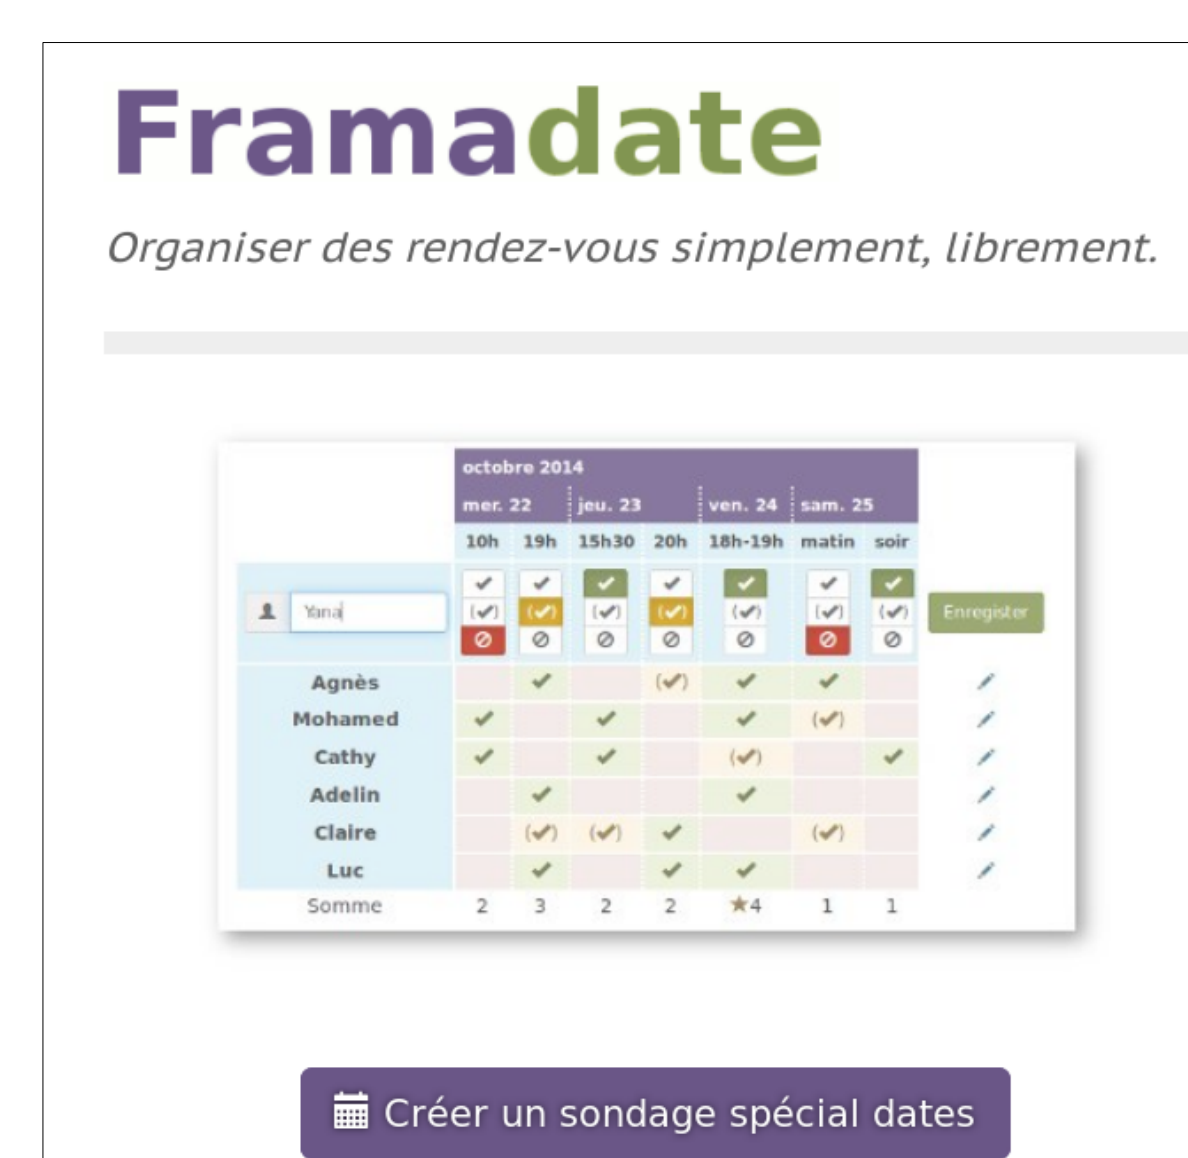 Framadate
Organiser des rendez-vous simplement, librement.
octobre 2014
mer. 22 jeu. 23 ven. 24 sam. 25
10h 19h 15h30 20h 18h-19h matin soir
Yana Enregister
Agnès ✔ (✔) ✔ ✔
Mohamed ✔ ✔ ✔ (✔)
Cathy ✔ ✔ (✔) ✔
Adelin ✔ ✔
Claire (✔) (✔) ✔ (✔)
Luc ✔ ✔ ✔
Somme 2 3 2 2 ★4 1 1
Créer un sondage spécial dates